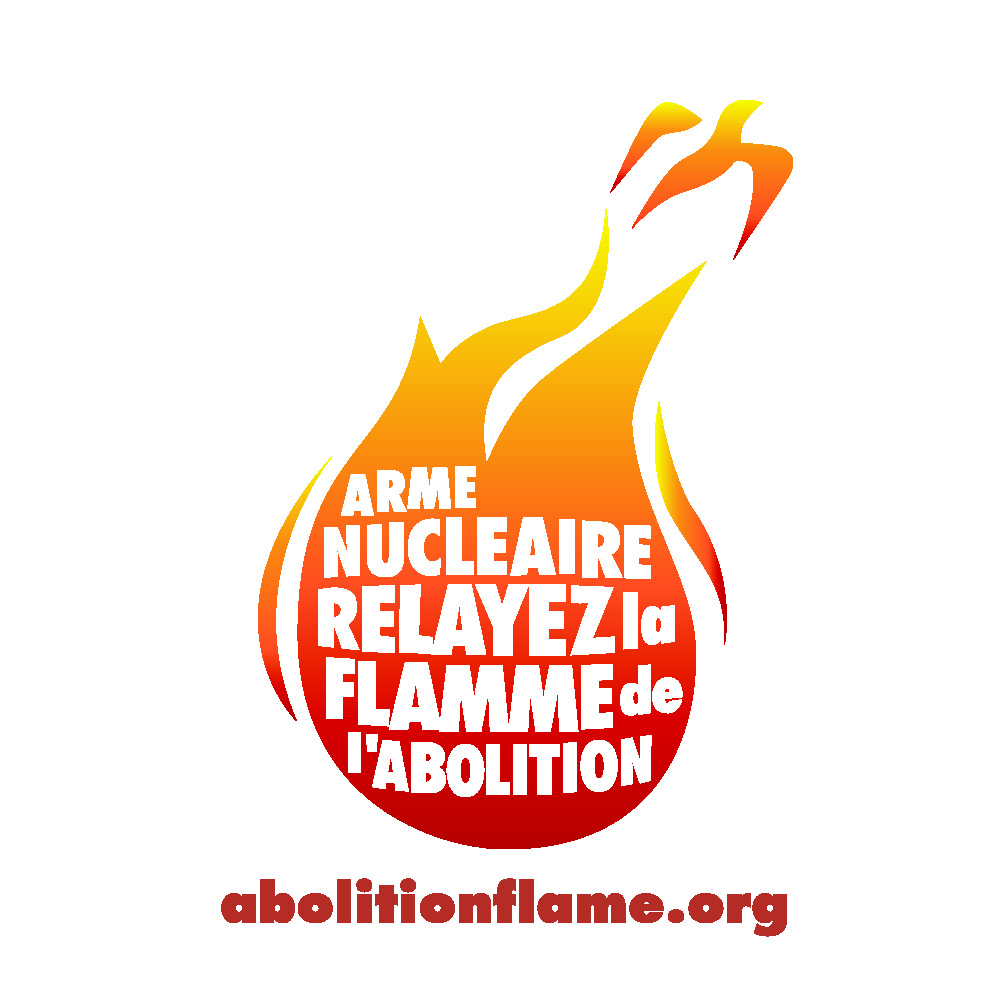 ARME
NUCLEAIRE
RELAYEZ la
FLAMME de
l'ABOLITION
abolitionflame.org